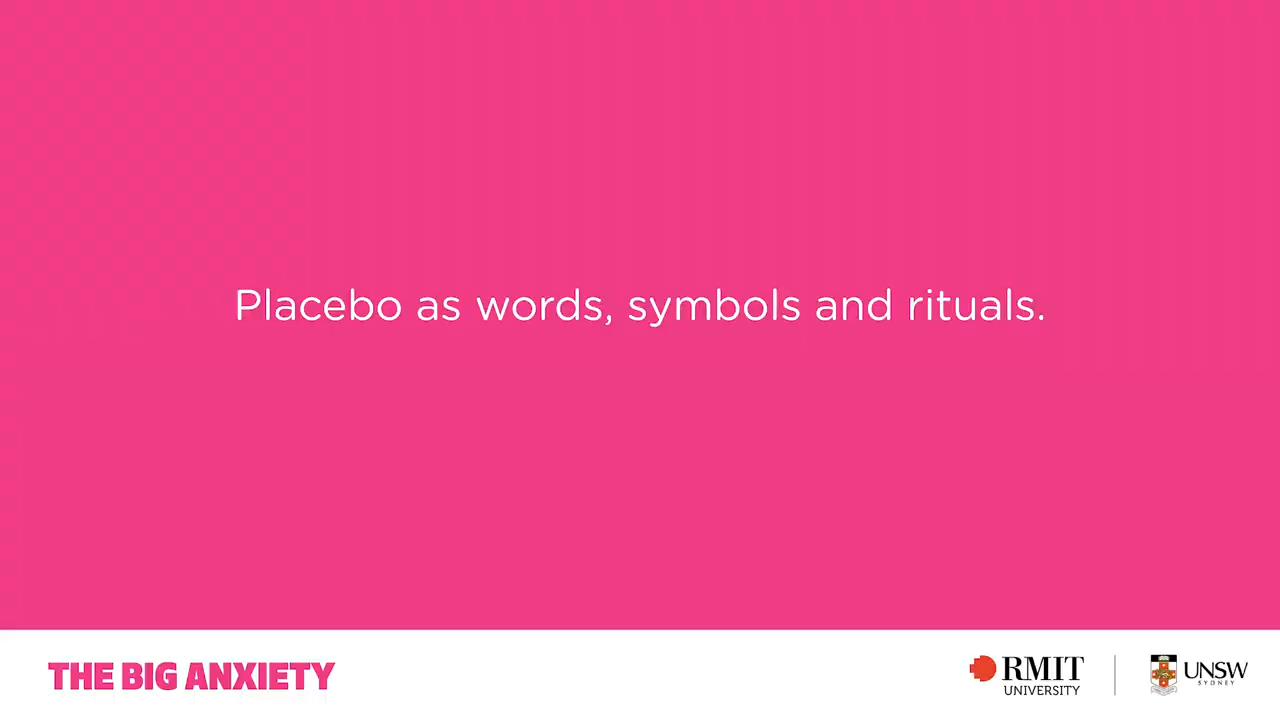 Placebo as words, symbols and rituals.
THE BIG ANXIETY
RMIT
UNIVERSITY
UNSW
SYDNEY